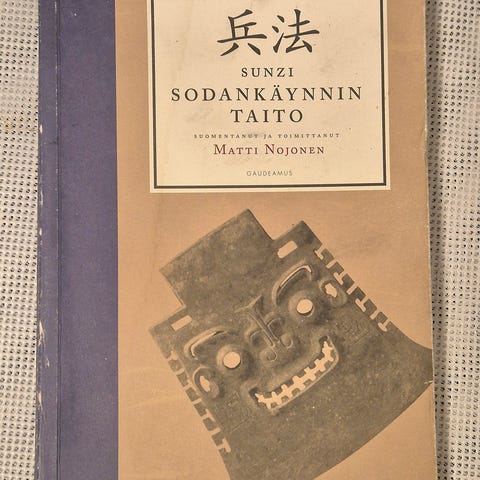 兵法
SUNZI
SODANKÄYNNIN
TAITO
SUOMENTANUT JA TOIMITTANUT
MATTI NOJONEN
GAUDEAMUS